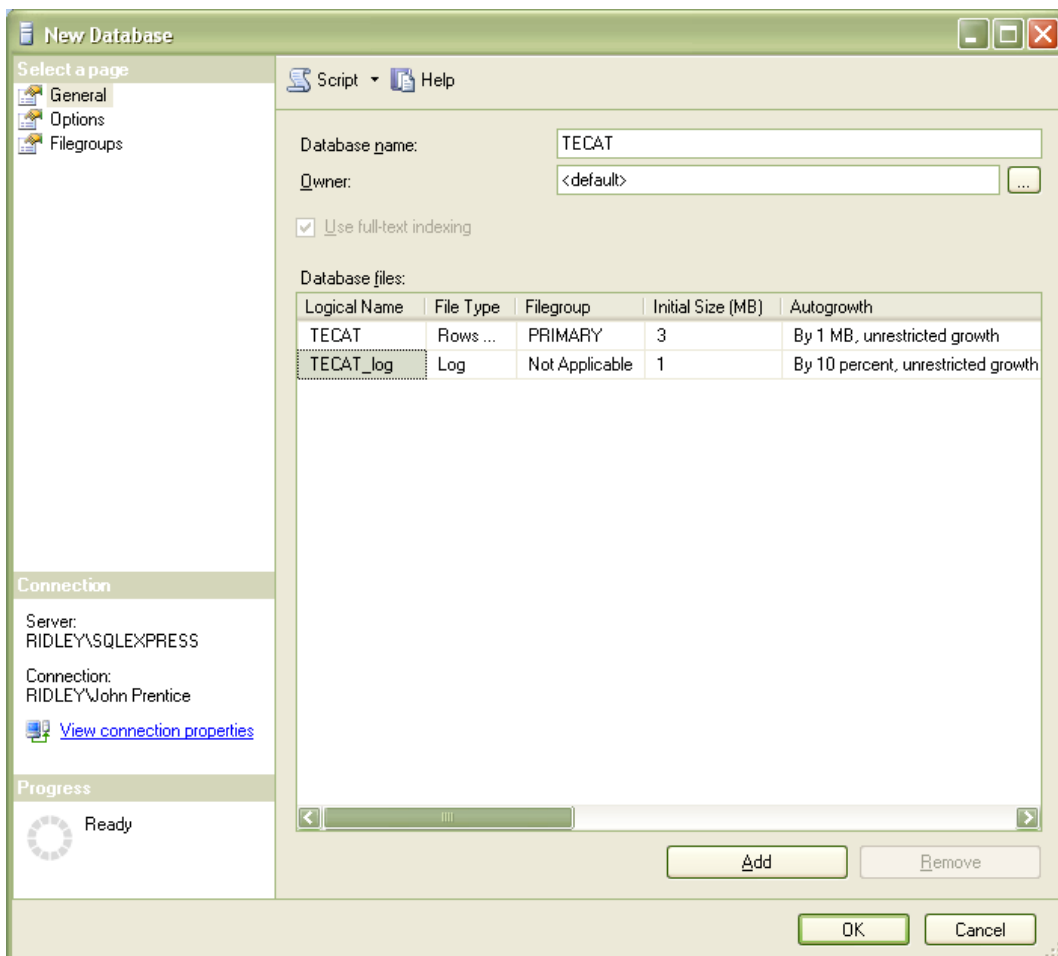 New Database
Select a page
General
Options
Filegroups
Script Help
Database name: TECAT
Owner: <default> ...
Use full-text indexing
Database files:
Logical Name File Type Filegroup Initial Size (MB) Autogrowth
TECAT Rows ... PRIMARY 3 By 1 MB, unrestricted growth
TECAT_log Log Not Applicable 1 By 10 percent, unrestricted growth
Connection
Server:
RIDLEY\SQLEXPRESS
Connection:
RIDLEY\John Prentice
View connection properties
Progress
Ready
Add Remove
OK Cancel